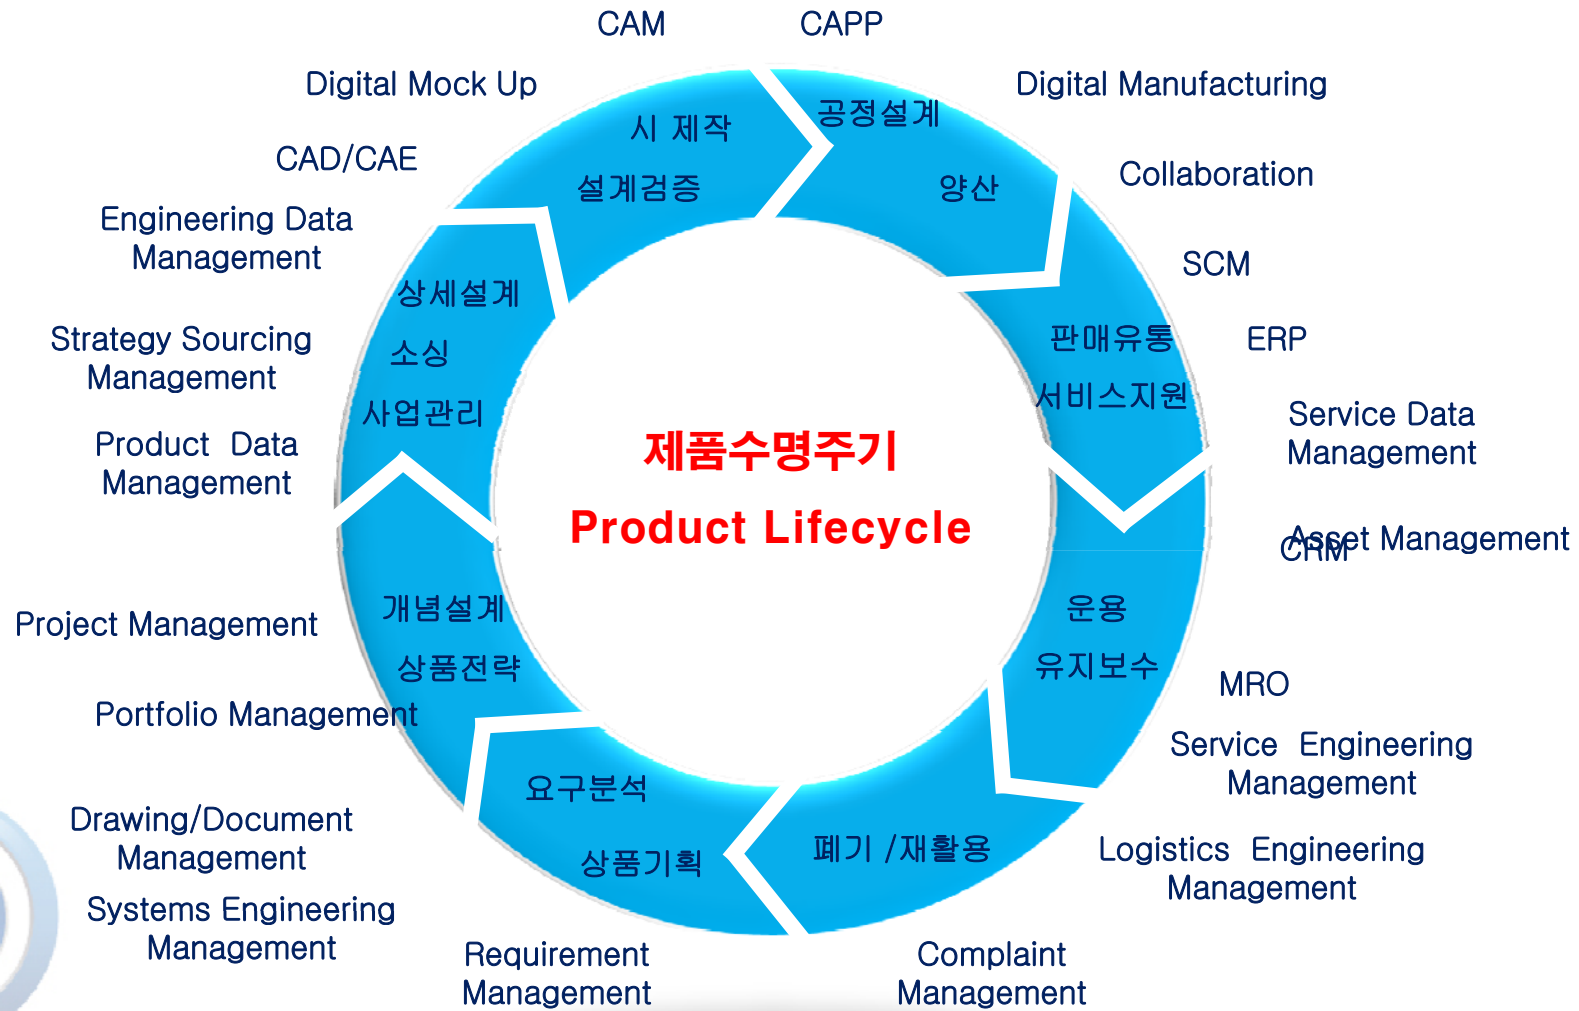 CAM
CAPP
Digital Mock Up
Digital Manufacturing
시 제작
공정설계
CAD/CAE
Collaboration
설계검증
양산
Engineering Data
Management
SCM
상세설계
Strategy Sourcing
Management
소싱
판매유통
ERP
사업관리
서비스지원
Service Data
Management
Product  Data
Management
제품수명주기
Product Lifecycle
Asset Management
CRM
개념설계
운용
Project Management
상품전략
유지보수
MRO
Portfolio Management
Service  Engineering
Management
요구분석
Drawing/Document
Management
상품기획
폐기 /재활용
Logistics  Engineering
Management
Systems Engineering
Management
Requirement
Management
Complaint
Management